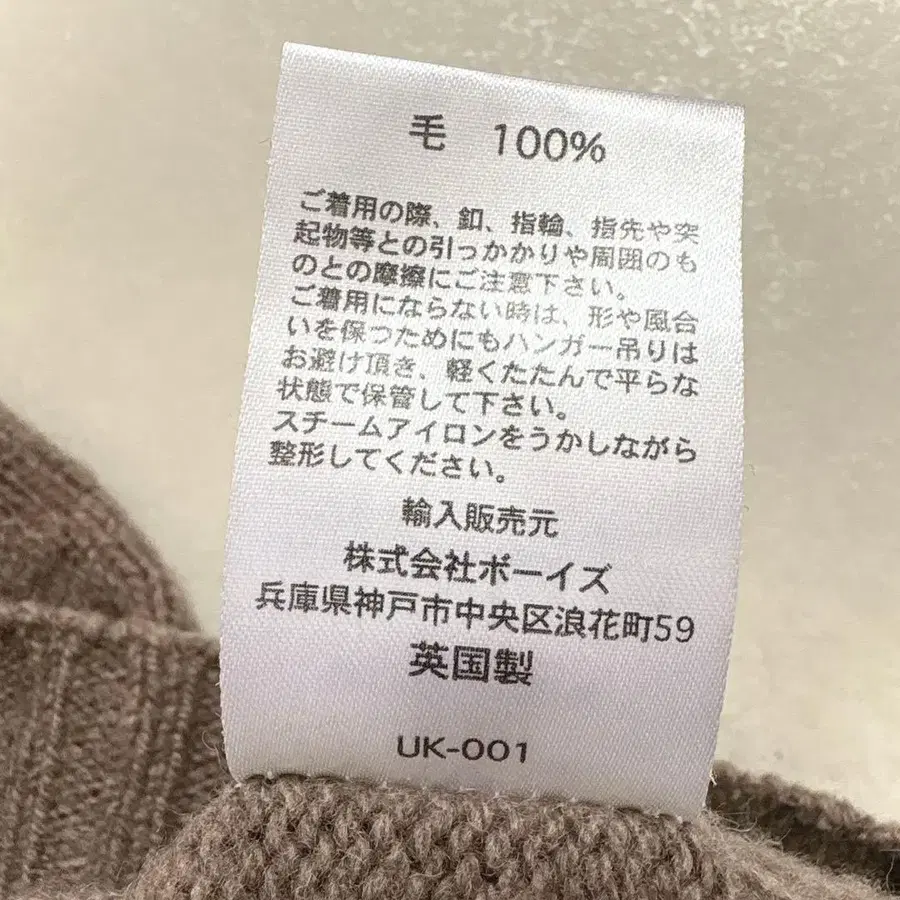 毛 100%
ご着用の際、釦、指輪、指先や突
起物等との引っかかりや周囲のも
のとの摩擦にご注意下さい。
ご着用にならない時は、形や風合
いを保つためにもハンガー吊りは
お避け頂き、軽くたたんで平らな
状態で保管して下さい。
スチームアイロンをうかしながら
整形してください。
輸入販売元
株式会社ボーイズ
兵庫県神戸市中央区浪花町59
英国製
UK-001